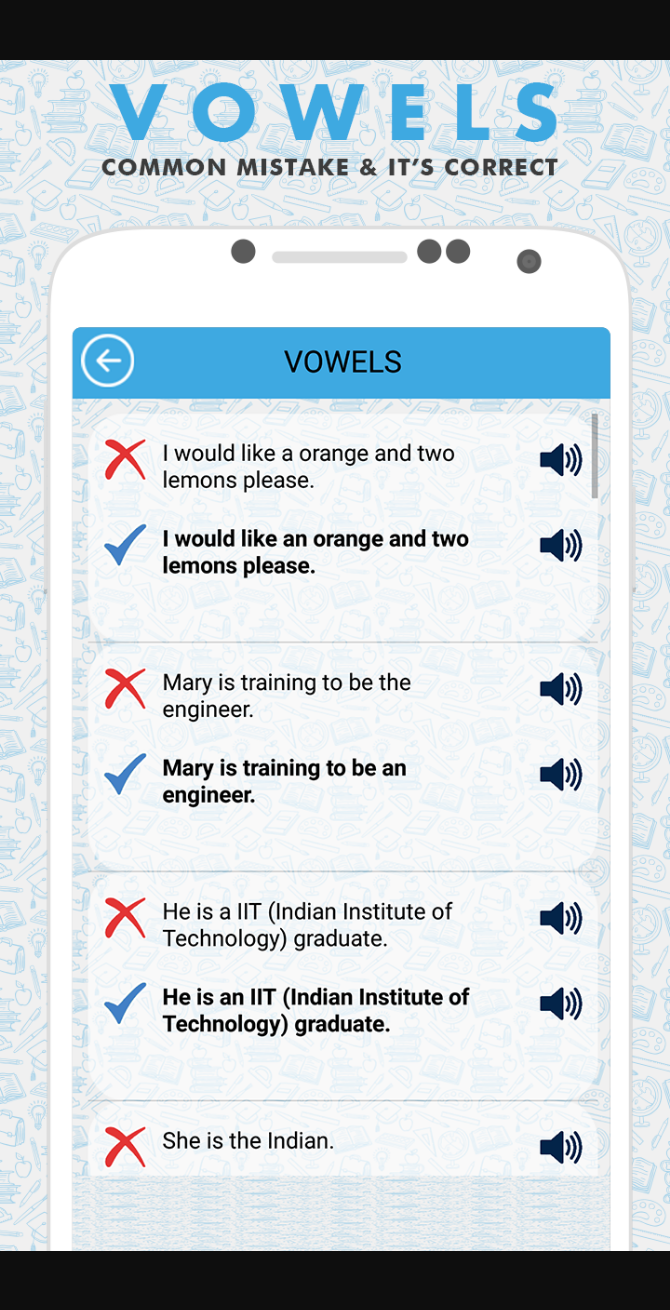 VOWELS
COMMON MISTAKE & IT'S CORRECT
VOWELS
I would like a orange and two
lemons please.
I would like an orange and two
lemons please.
Mary is training to be the
engineer.
Mary is training to be an
engineer.
He is a IIT (Indian Institute of
Technology) graduate.
He is an IIT (Indian Institute of
Technology) graduate.
She is the Indian.